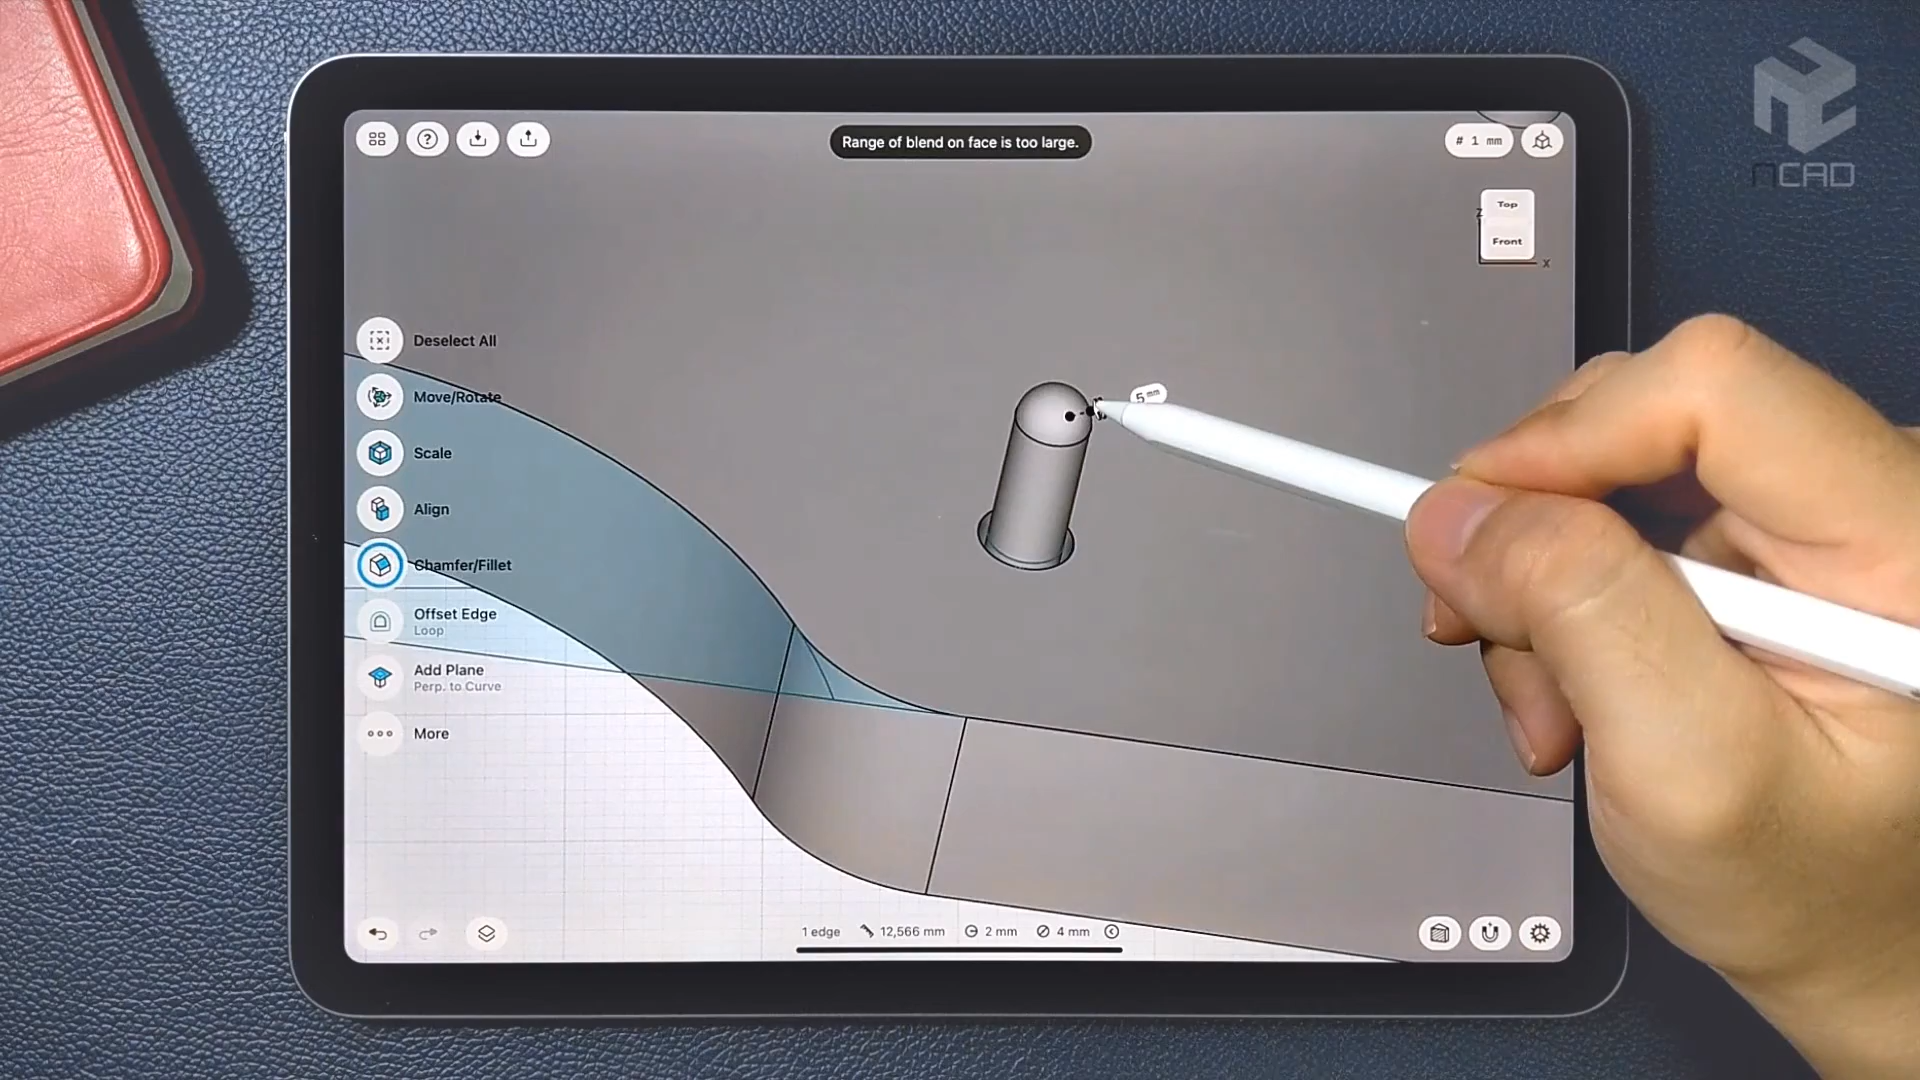 Range of blend on face is too large.
# 1 mm
NCAD
Top
Z
Front
X
Deselect All
Move/Rotate
5 mm
Scale
Align
Chamfer/Fillet
Offset Edge
Loop
Add Plane
Perp. to Curve
More
1 edge 12,566 mm 2 mm 4 mm